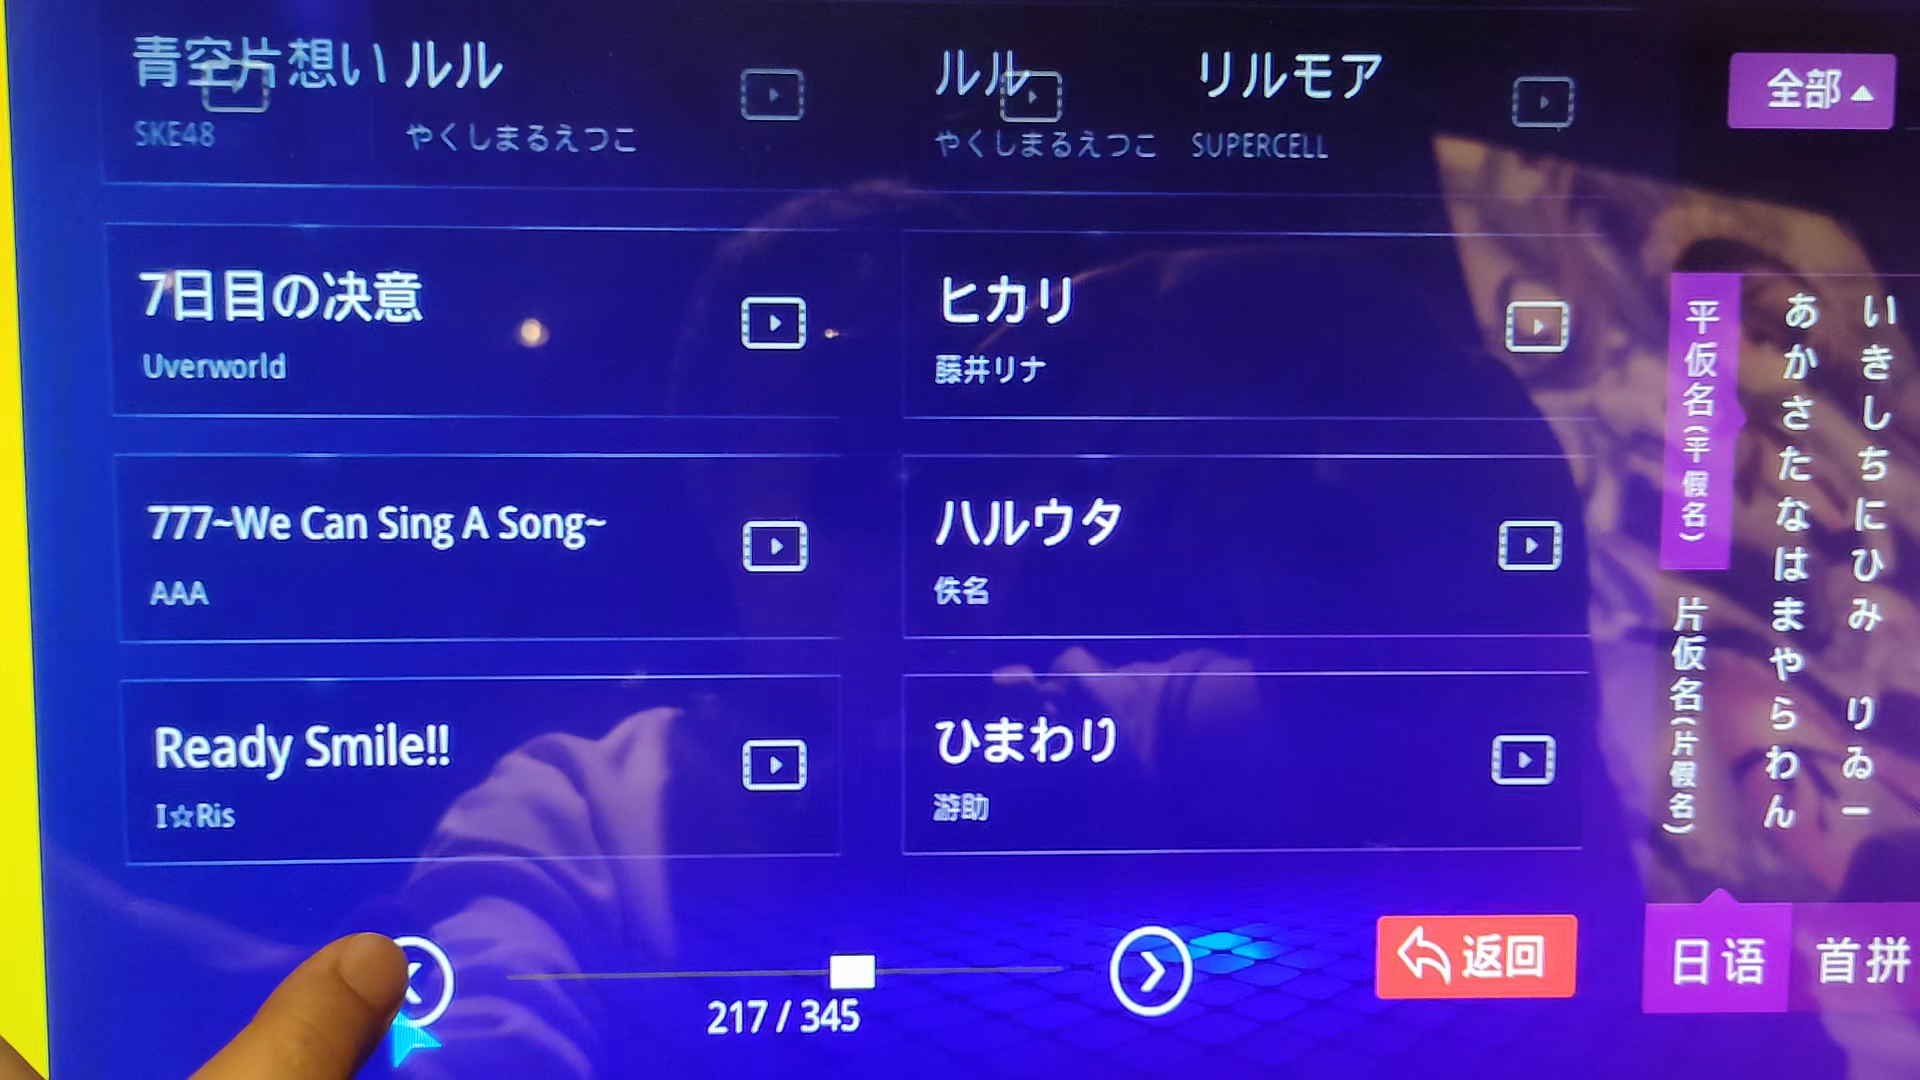 青空片想い
SKE48
ルル
やくしまるえつこ
ルル
やくしまるえつこ
リルモア
SUPERCELL
7日目の决意
Uverworld
ヒカリ
藤井リナ
777~We Can Sing A Song~
AAA
ハルウタ
佚名
Ready Smile!!
I☆Ris
ひまわり
游助
217 / 345
返回
全部
平仮名(平假名)
片仮名(片假名)
あかさたなはまやらわん
いきしちにひみ りゐー
日语
首拼